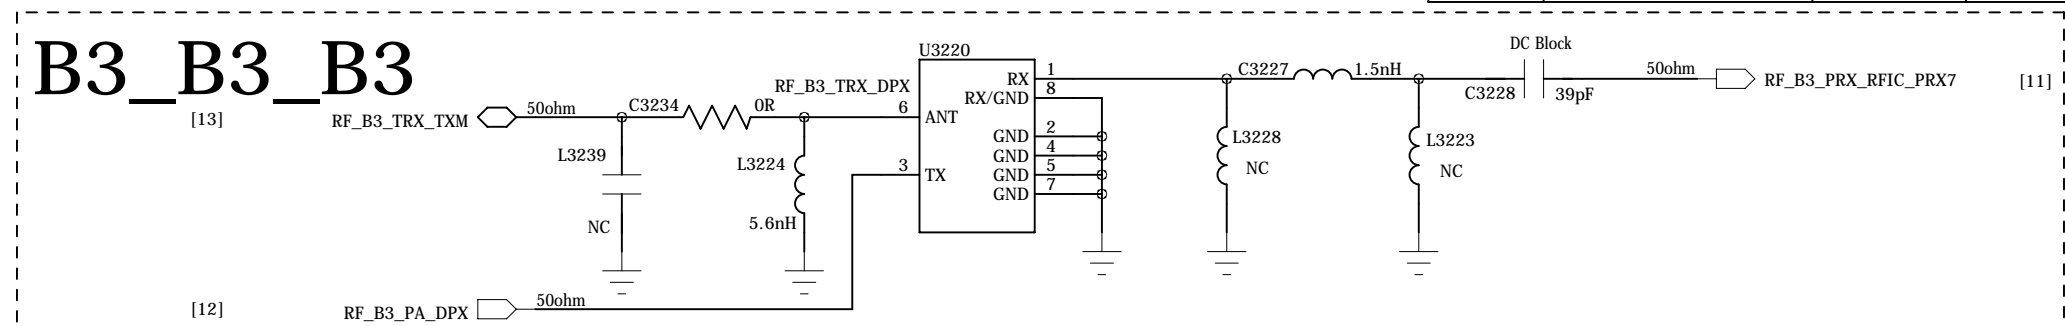 B3_B3_B3
[13]
RF_B3_TRX_TXM
50ohm
C3234
0R
RF_B3_TRX_DPX
6
L3239
NC
L3224
5.6nH
3
[12]
RF_B3_PA_DPX
50ohm
U3220
RX
RX/GND
ANT
GND
GND
TX
GND
GND
1
8
2
4
5
7
C3227
1.5nH
L3228
NC
L3223
NC
DC Block
C3228
39pF
50ohm
RF_B3_PRX_RFIC_PRX7
[11]